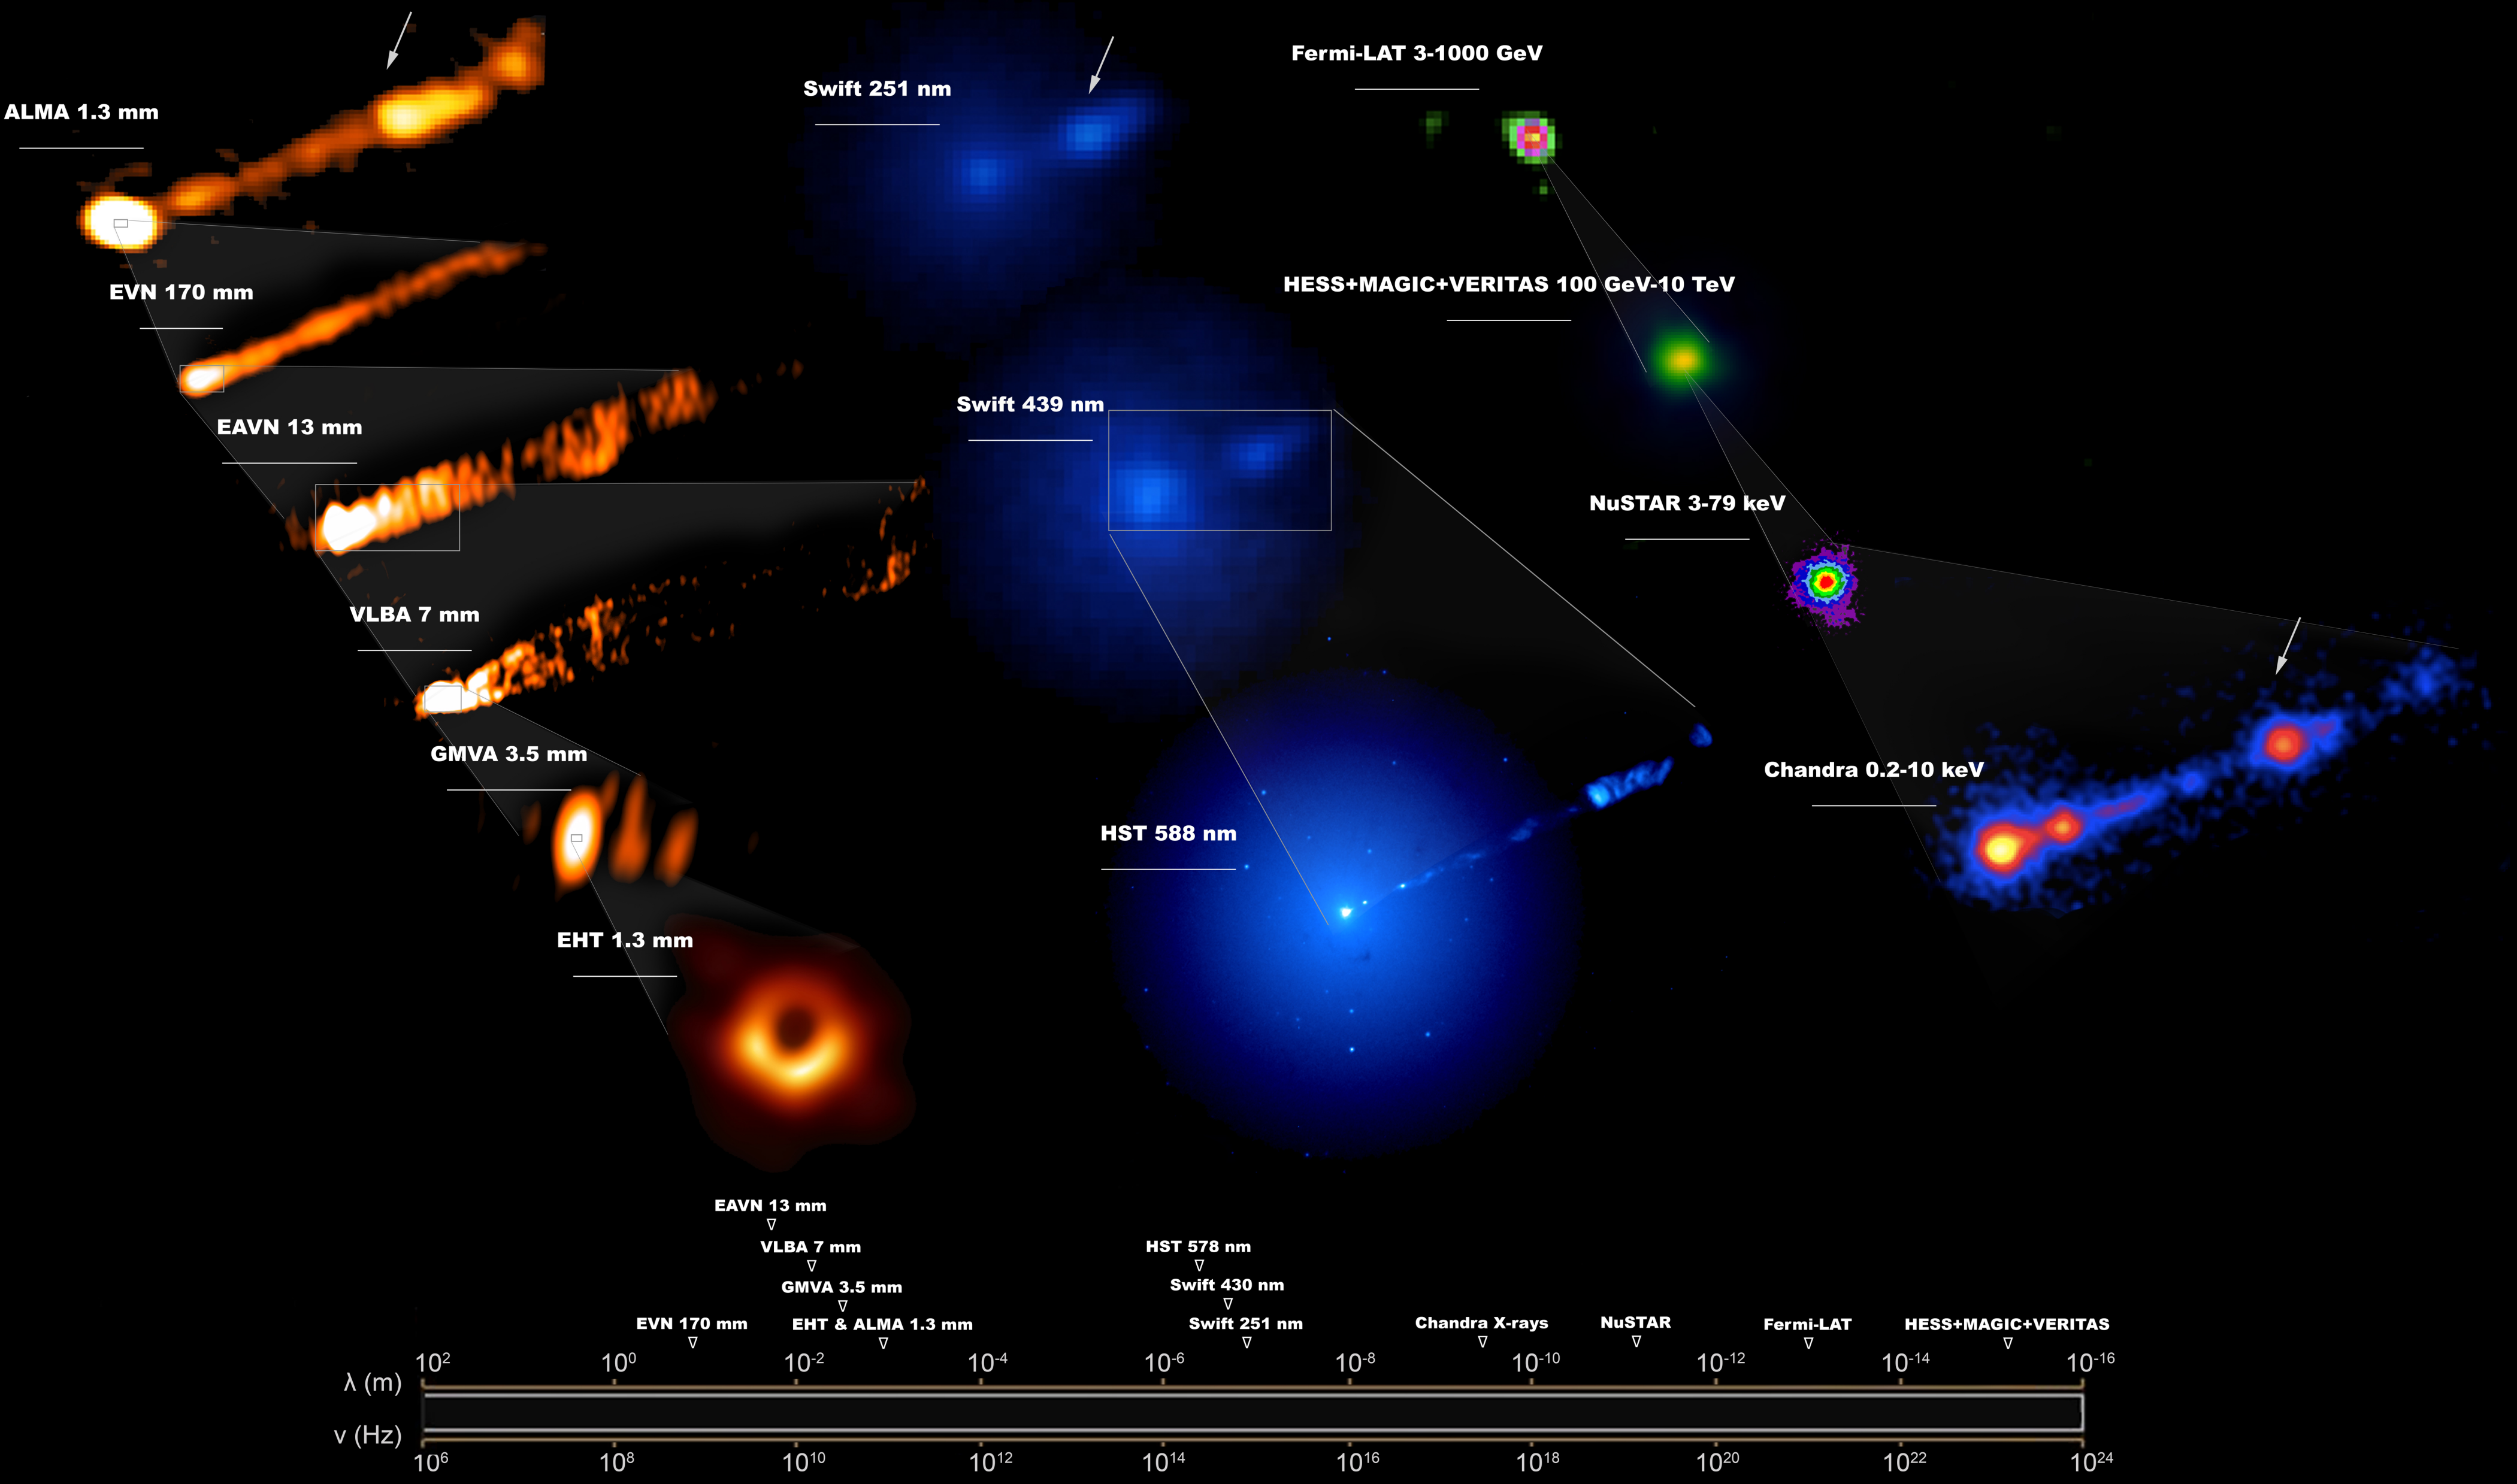 Fermi-LAT 3-1000 GeV
Swift 251 nm
ALMA 1.3 mm
HESS+MAGIC+VERITAS 100 GeV-10 TeV
EVN 170 mm
Swift 439 nm
EAVN 13 mm
NuSTAR 3-79 keV
VLBA 7 mm
GMVA 3.5 mm
Chandra 0.2-10 keV
HST 588 nm
EHT 1.3 mm
EAVN 13 mm
VLBA 7 mm
HST 578 nm
GMVA 3.5 mm
Swift 430 nm
EVN 170 mm
EHT & ALMA 1.3 mm
Swift 251 nm
Chandra X-rays
NuSTAR
Fermi-LAT
HESS+MAGIC+VERITAS
10² 10⁰ 10⁻² 10⁻⁴ 10⁻⁶ 10⁻⁸ 10⁻¹⁰ 10⁻¹² 10⁻¹⁴ 10⁻¹⁶
λ (m)
ν (Hz)
10⁶ 10⁸ 10¹⁰ 10¹² 10¹⁴ 10¹⁶ 10¹⁸ 10²⁰ 10²² 10²⁴